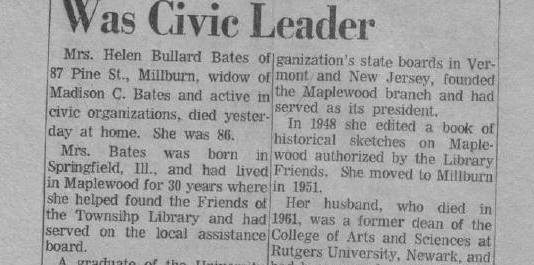 Was Civic Leader
Mrs. Helen Bullard Bates of
87 Pine St., Millburn, widow of
Madison C. Bates and active in
civic organizations, died yester-
day at home. She was 86.
Mrs. Bates was born in
Springfield, Ill., and had lived
in Maplewood for 30 years where
she helped found the Friends of
the Townsihp Library and had
served on the local assistance
board.
A graduate of the University
ganization's state boards in Ver-
mont and New Jersey, founded
the Maplewood branch and had
served as its president.
In 1948 she edited a book of
historical sketches on Maple-
wood authorized by the Library
Friends. She moved to Millburn
in 1951.
Her husband, who died in
1961, was a former dean of the
College of Arts and Sciences at
Rutgers University, Newark, and